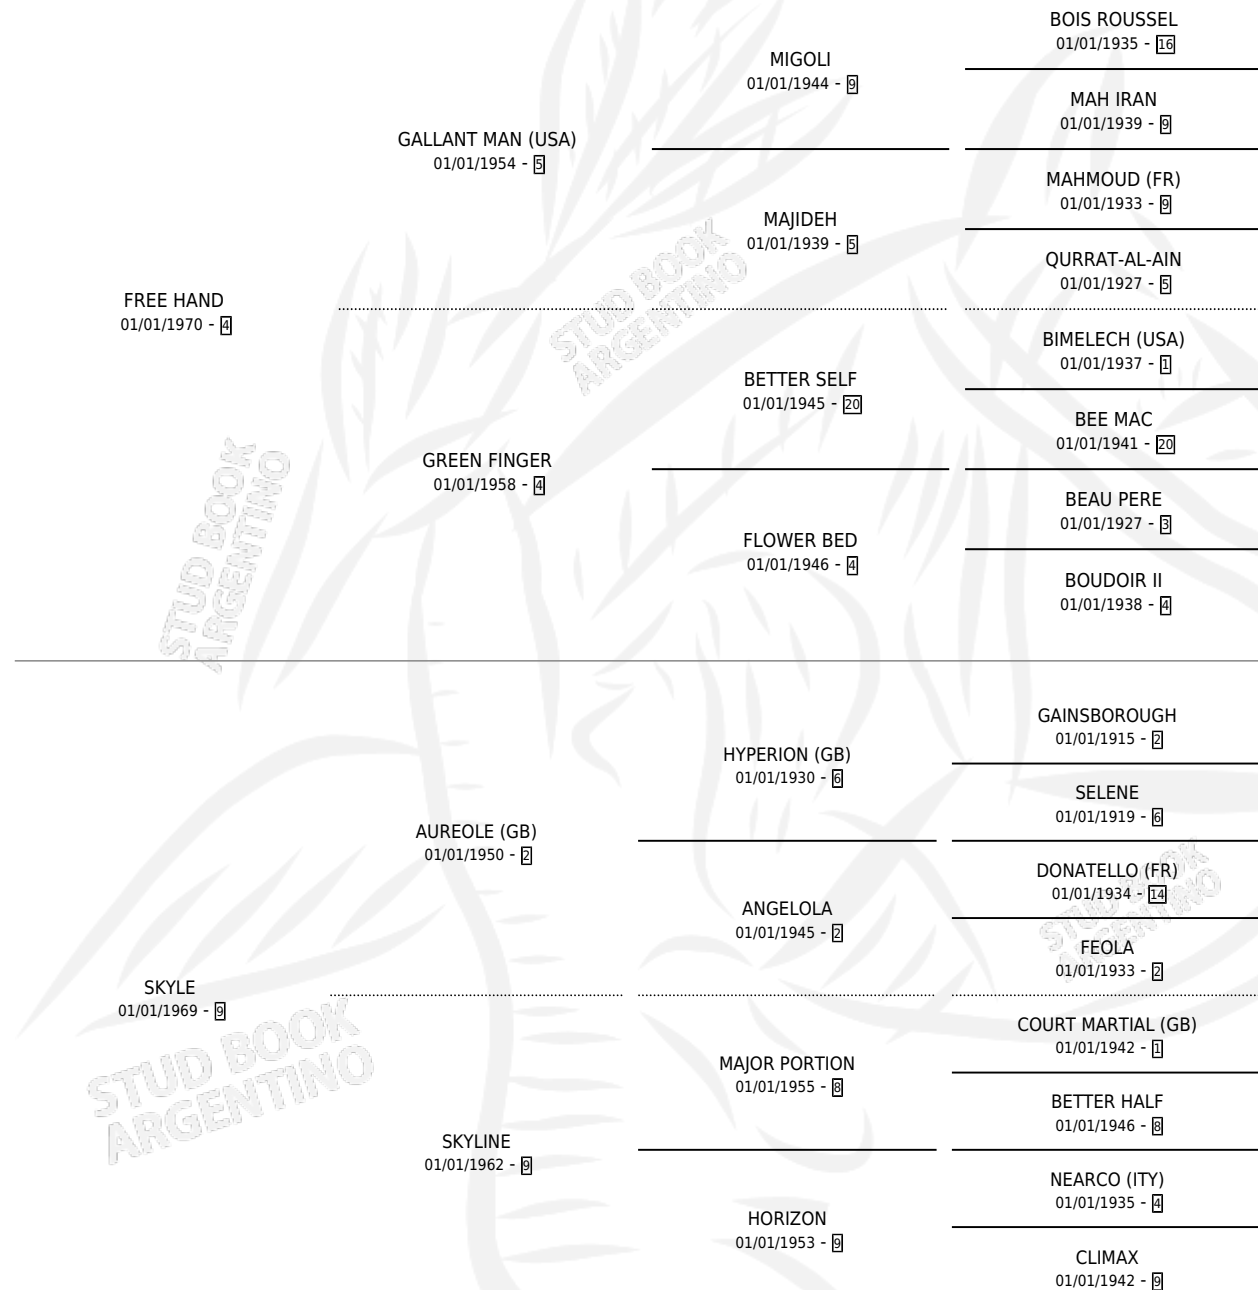 FREE HAND
01/01/1970 - 4
GALLANT MAN (USA)
01/01/1954 - 5
MIGOLI
01/01/1944 - 9
BOIS ROUSSEL
01/01/1935 - 16
MAH IRAN
01/01/1939 - 9
MAJIDEH
01/01/1939 - 5
MAHMOUD (FR)
01/01/1933 - 9
QURRAT-AL-AIN
01/01/1927 - 5
GREEN FINGER
01/01/1958 - 4
BETTER SELF
01/01/1945 - 20
BIMELECH (USA)
01/01/1937 - 1
BEE MAC
01/01/1941 - 20
FLOWER BED
01/01/1946 - 4
BEAU PERE
01/01/1927 - 3
BOUDOIR II
01/01/1938 - 4
SKYLE
01/01/1969 - 9
AUREOLE (GB)
01/01/1950 - 2
HYPERION (GB)
01/01/1930 - 6
GAINSBOROUGH
01/01/1915 - 2
SELENE
01/01/1919 - 6
ANGELOLA
01/01/1945 - 2
DONATELLO (FR)
01/01/1934 - 14
FEOLA
01/01/1933 - 2
SKYLINE
01/01/1962 - 9
MAJOR PORTION
01/01/1955 - 8
COURT MARTIAL (GB)
01/01/1942 - 1
BETTER HALF
01/01/1946 - 8
HORIZON
01/01/1953 - 9
NEARCO (ITY)
01/01/1935 - 4
CLIMAX
01/01/1942 - 9
STUD BOOK
ARGENTINO
STUD BOOK
ARGENTINO
STUD BOOK
ARGENTINO
STUD BOOK
ARGENTINO